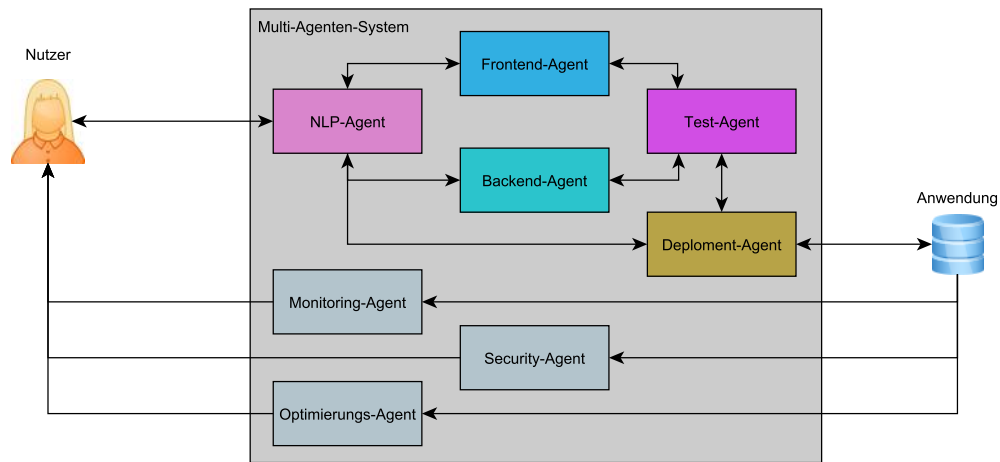 Multi-Agenten-System
Nutzer
Frontend-Agent
NLP-Agent
Test-Agent
Backend-Agent
Anwendung
Deploment-Agent
Monitoring-Agent
Security-Agent
Optimierungs-Agent